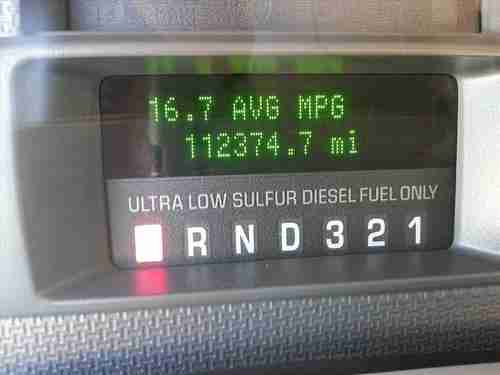 16.7 AVG MPG
112374.7 mi
ULTRA LOW SULFUR DIESEL FUEL ONLY
R N D 3 2 1